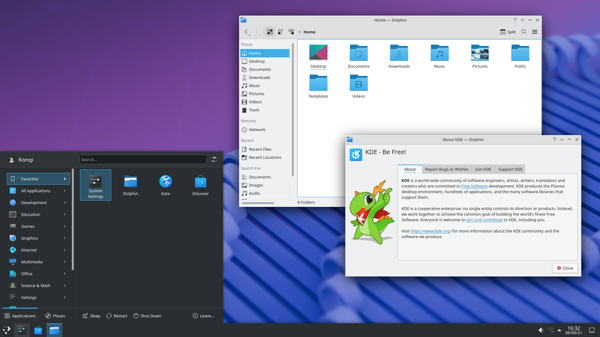 Home — Dolphin
Home
Split
Places
Home
Desktop
Documents
Downloads
Music
Pictures
Videos
Trash
Remote
Network
Recent
Recent Files
Recent Locations
Search For
Documents
Images
Audio
Desktop
Documents
Downloads
Music
Pictures
Public
Templates
Videos
8 Folders
About KDE — Dolphin
KDE - Be Free!
About
Report Bugs or Wishes
Join KDE
Support KDE
KDE is a world-wide community of software engineers, artists, writers, translators and
creators who are committed to Free Software development. KDE produces the Plasma
desktop environment, hundreds of applications, and the many software libraries that
support them.
KDE is a cooperative enterprise: no single entity controls its direction or products. Instead,
we work together to achieve the common goal of building the world's finest Free
Software. Everyone is welcome to join and contribute to KDE, including you.
Visit https://www.kde.org/ for more information about the KDE community and the
software we produce.
Close
Konqi
Search...
Favorites
All Applications
Development
Education
Games
Graphics
Internet
Multimedia
Office
Science & Math
Settings
System
Settings
Dolphin
Kate
Discover
Applications
Places
Sleep
Restart
Shut Down
Leave...
16:32
08/09/21